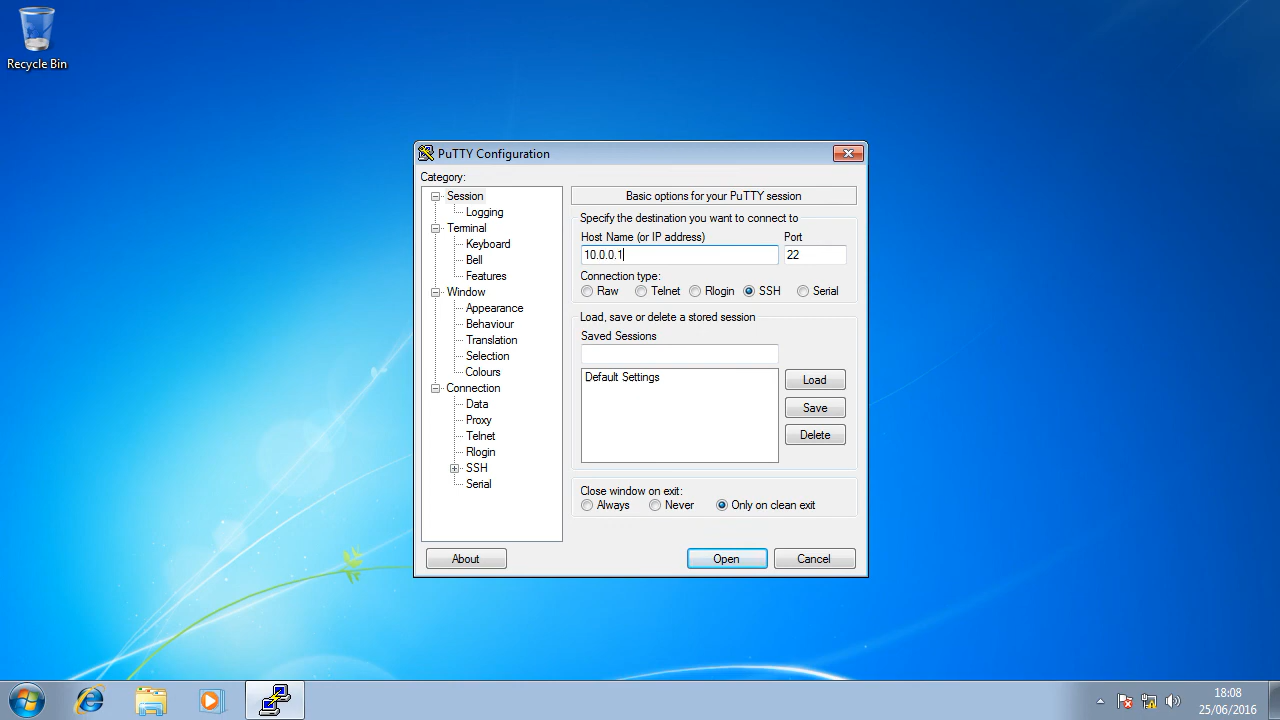 Recycle Bin
PuTTY Configuration
Category:
Session
Logging
Terminal
Keyboard
Bell
Features
Window
Appearance
Behaviour
Translation
Selection
Colours
Connection
Data
Proxy
Telnet
Rlogin
SSH
Serial
Basic options for your PuTTY session
Specify the destination you want to connect to
Host Name (or IP address) Port
10.0.0.1 22
Connection type:
Raw Telnet Rlogin SSH Serial
Load, save or delete a stored session
Saved Sessions
Default Settings
Load
Save
Delete
Close window on exit:
Always Never Only on clean exit
About Open Cancel
18:08
25/06/2016